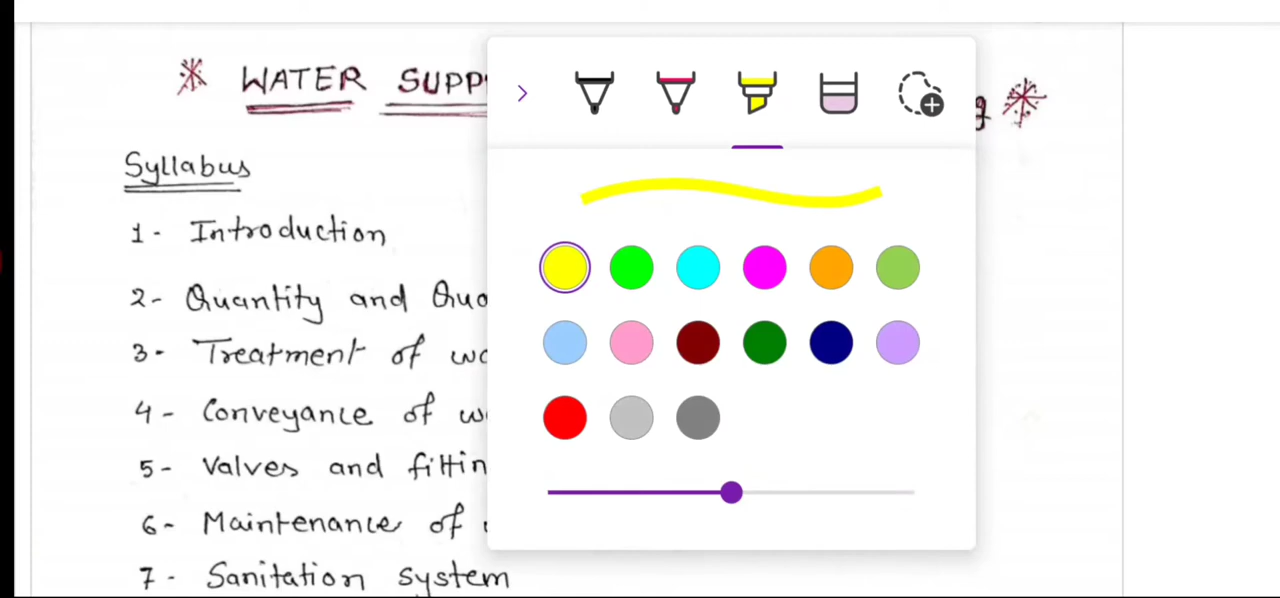 WATER SUPP
Syllabus
1- Introduction
2- Quantity and Qua
3- Treatment of wa
4- Conveyance of w
5- Valves and fittin
6- Maintenance of
7- Sanitation system